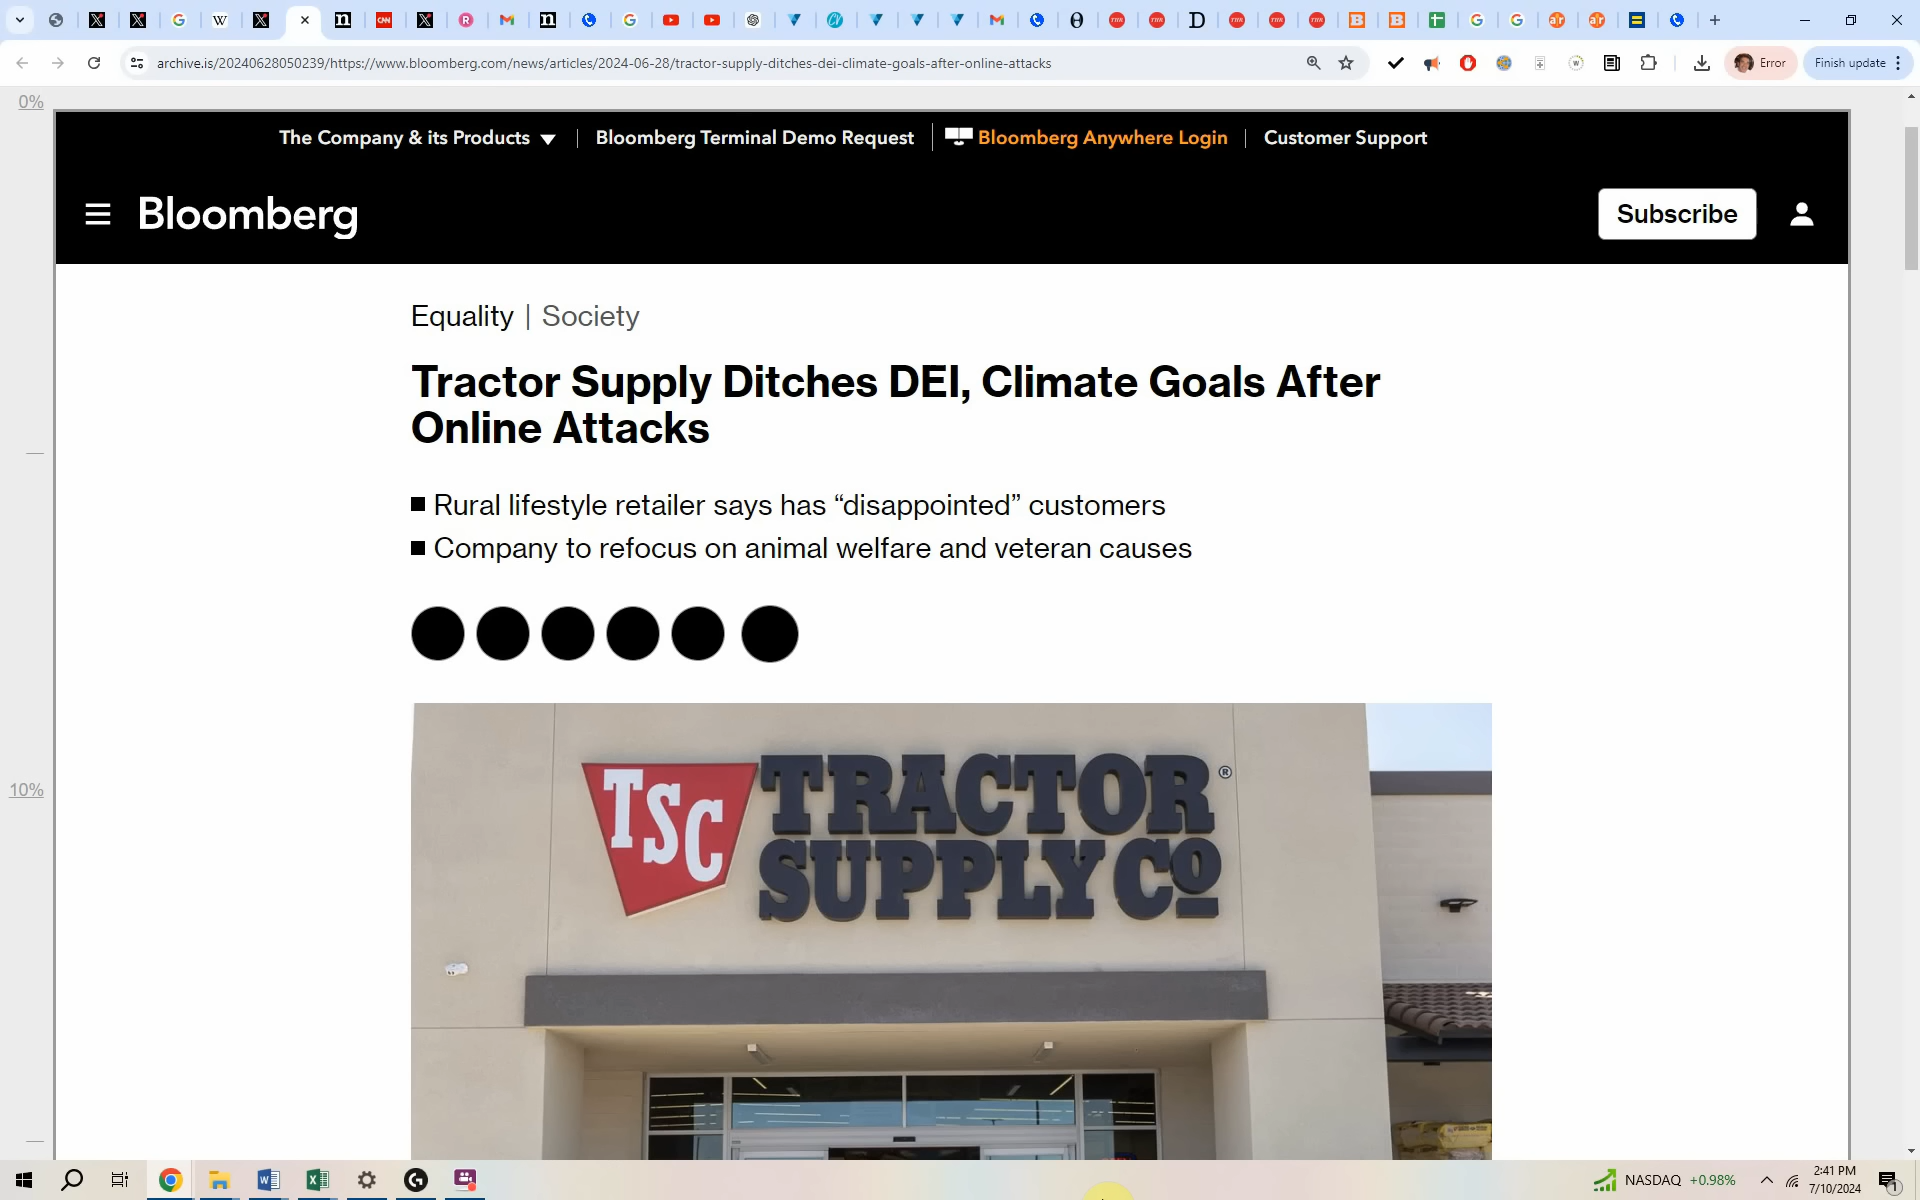 archive.is/20240628050239/https://www.bloomberg.com/news/articles/2024-06-28/tractor-supply-ditches-dei-climate-goals-after-online-attacks
Error
Finish update
0%
The Company & its Products
Bloomberg Terminal Demo Request
Bloomberg Anywhere Login
Customer Support
Bloomberg
Subscribe
Equality | Society
Tractor Supply Ditches DEI, Climate Goals After
Online Attacks
Rural lifestyle retailer says has “disappointed” customers
Company to refocus on animal welfare and veteran causes
10%
TSC
TRACTOR
SUPPLY CO
®
NASDAQ +0.98%
2:41 PM
7/10/2024
1